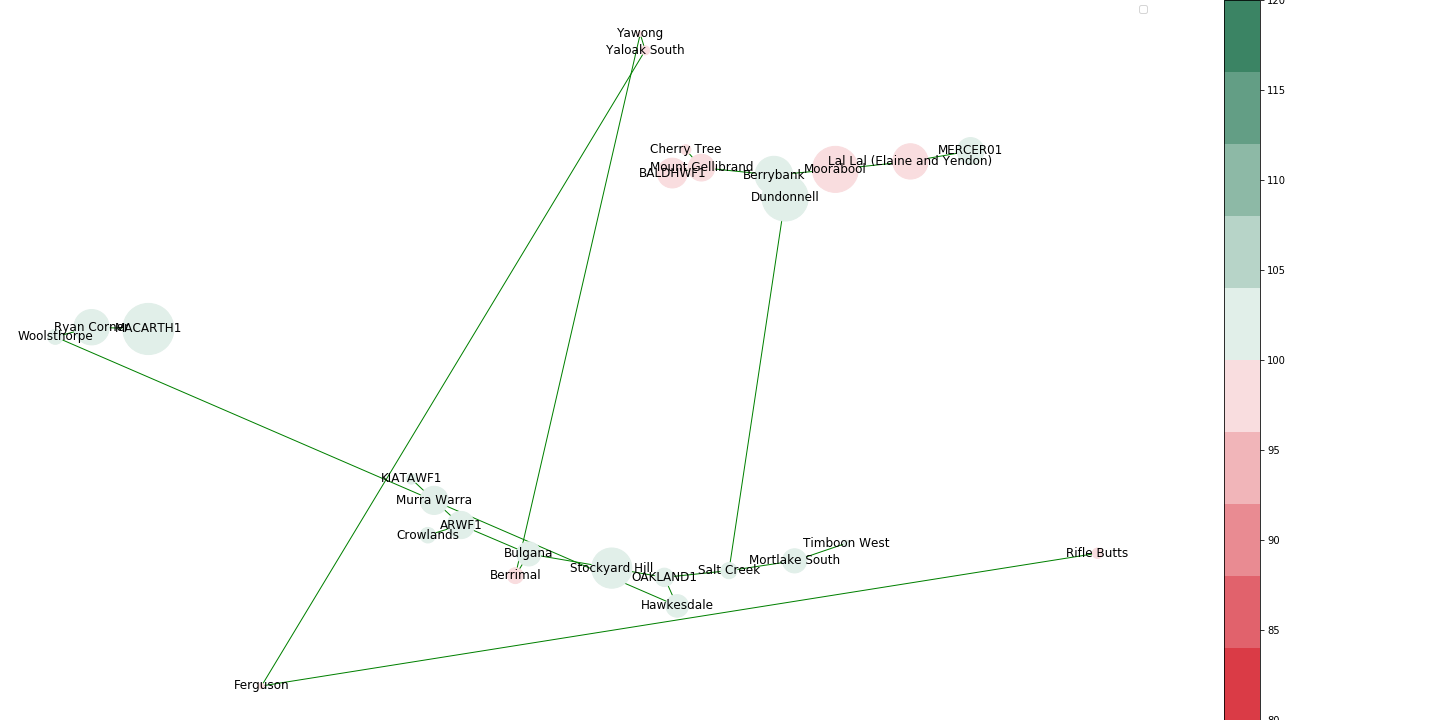 120
Yawong
Yaloak South
115
Cherry Tree
MERCER01
Lal Lal (Elaine and Yendon)
Mount Gellibrand
Moorabool
BALDHWF1
Berrybank
110
Dundonnell
105
Ryan Corner
MACARTH1
Woolsthorpe
100
95
KIATAWF1
Murra Warra
ARWF1
Crowlands
90
Timboon West
Bulgana
Rifle Butts
Mortlake South
Stockyard Hill
Salt Creek
Berrimal
OAKLAND1
Hawkesdale
85
Ferguson
80